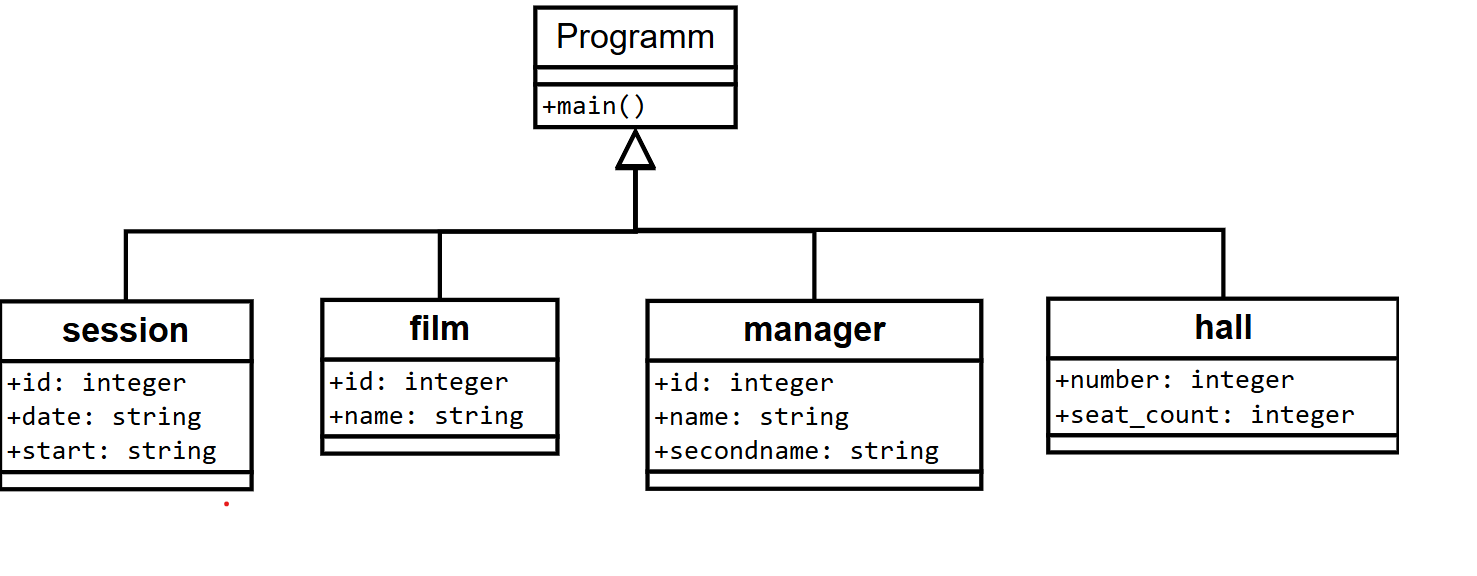 Programm
+main()
session
+id: integer
+date: string
+start: string
film
+id: integer
+name: string
manager
+id: integer
+name: string
+secondname: string
hall
+number: integer
+seat_count: integer